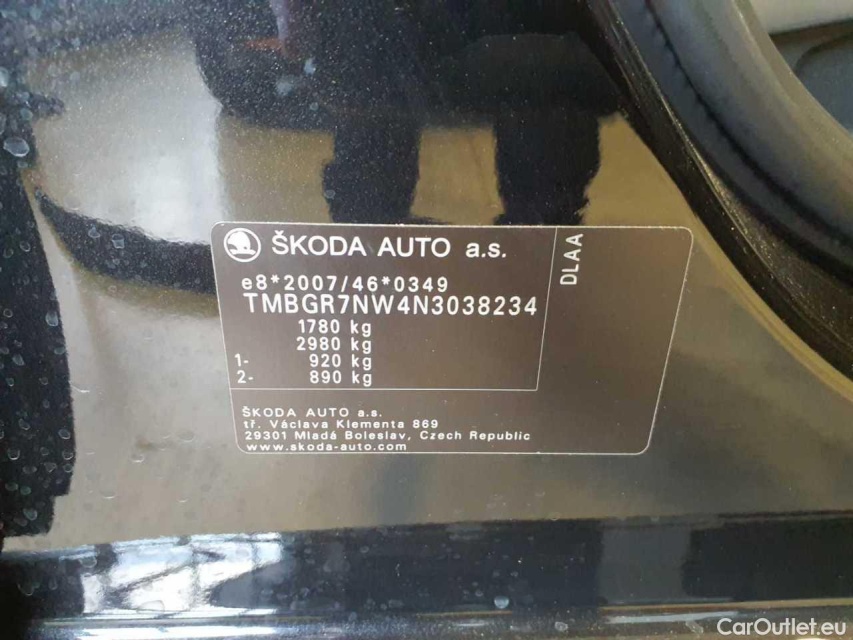 ŠKODA AUTO a.s.
DLAA
e8*2007/46*0349
TMBGR7NW4N3038234
1780 kg
2980 kg
1- 920 kg
2- 890 kg
ŠKODA AUTO a.s.
tř. Václava Klementa 869
29301 Mladá Boleslav, Czech Republic
www.skoda-auto.com
CarOutlet.eu